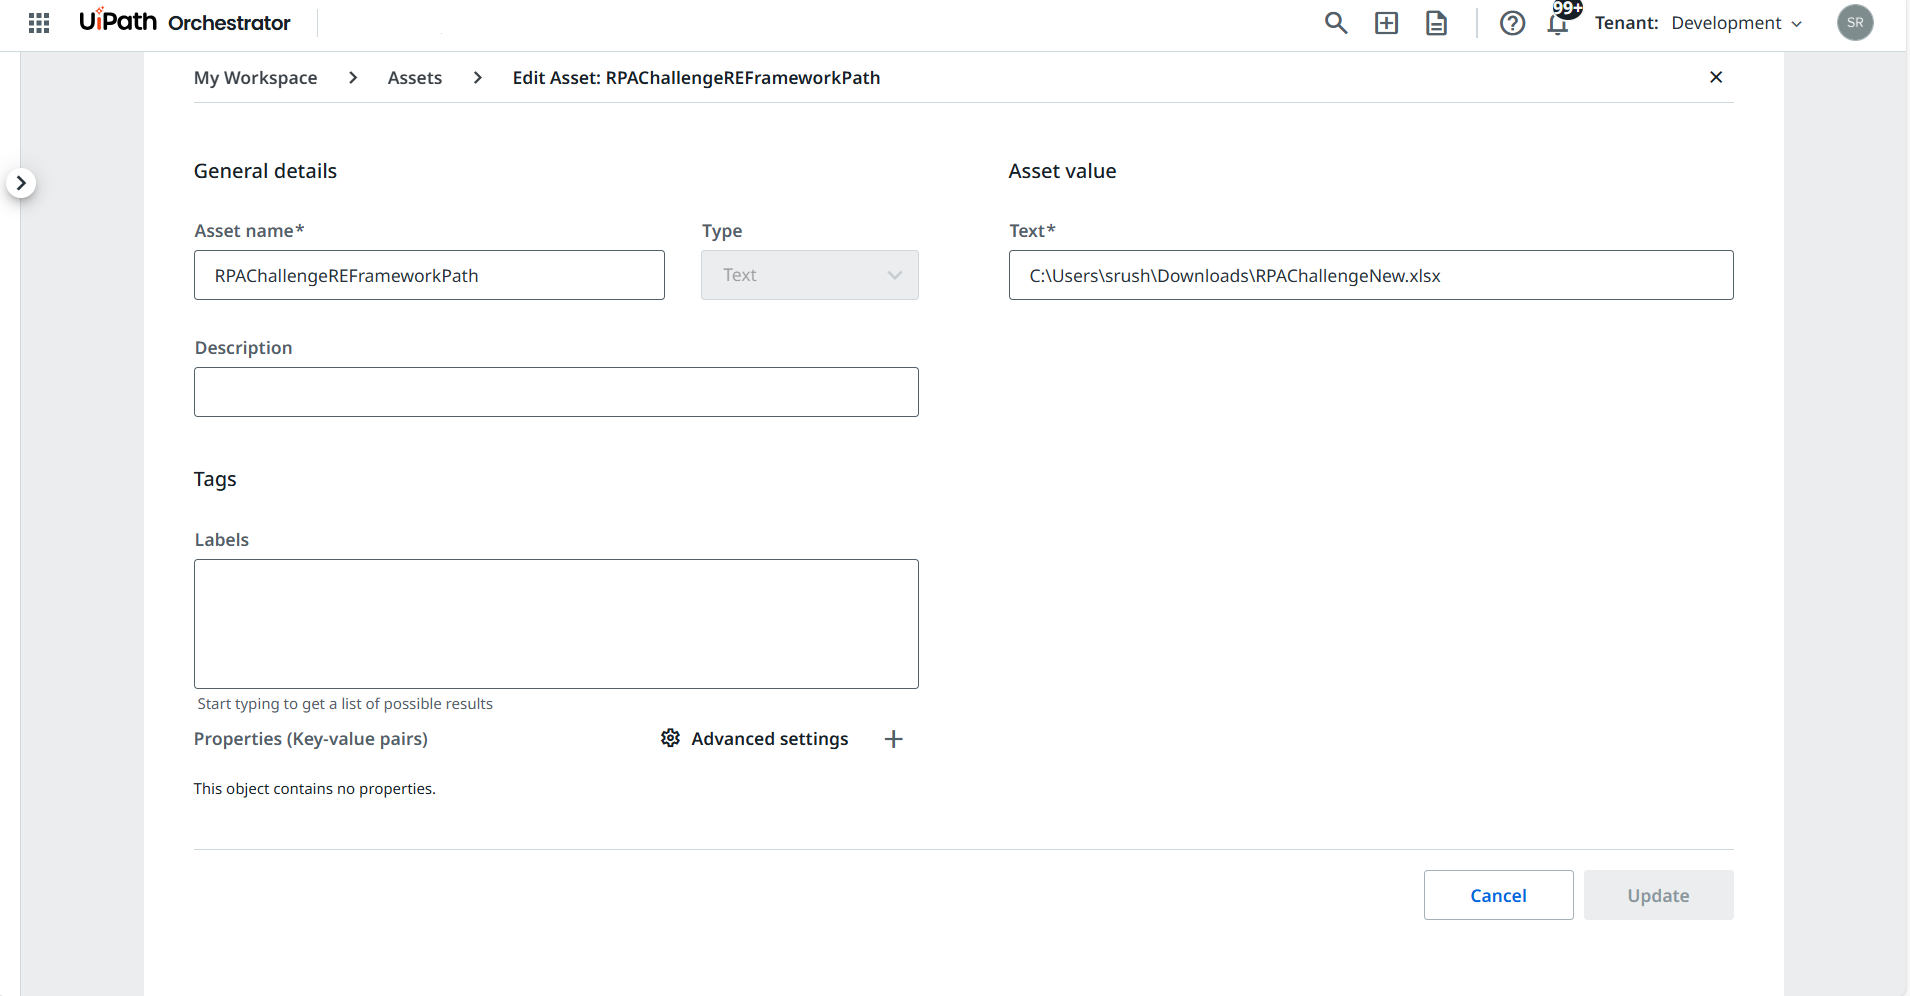 UiPath Orchestrator
99+
Tenant: Development
SR
My Workspace > Assets > Edit Asset: RPAChallengeREFrameworkPath
General details
Asset value
Asset name*
Type
Text*
RPAChallengeREFrameworkPath
Text
C:\Users\srush\Downloads\RPAChallengeNew.xlsx
Description
Tags
Labels
Start typing to get a list of possible results
Properties (Key-value pairs)
Advanced settings
This object contains no properties.
Cancel
Update